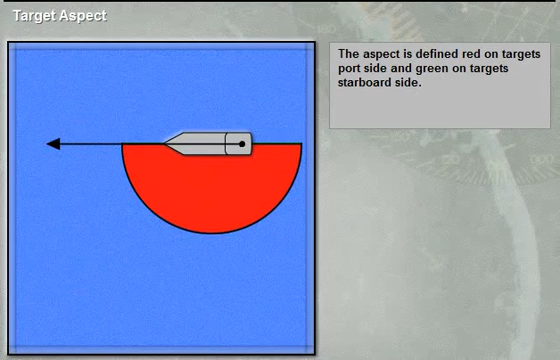 Target Aspect
The aspect is defined red on targets
port side and green on targets
starboard side.